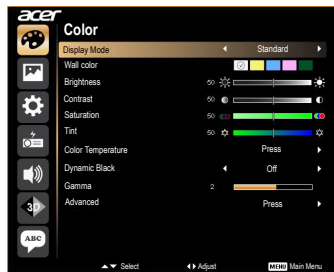 acer
Color
Display Mode Standard
Wall color
Brightness 50
Contrast 50
Saturation 50
Tint 50
Color Temperature Press
Dynamic Black Off
Gamma 2
Advanced Press
3D
ABC
Select Adjust MENU Main Menu